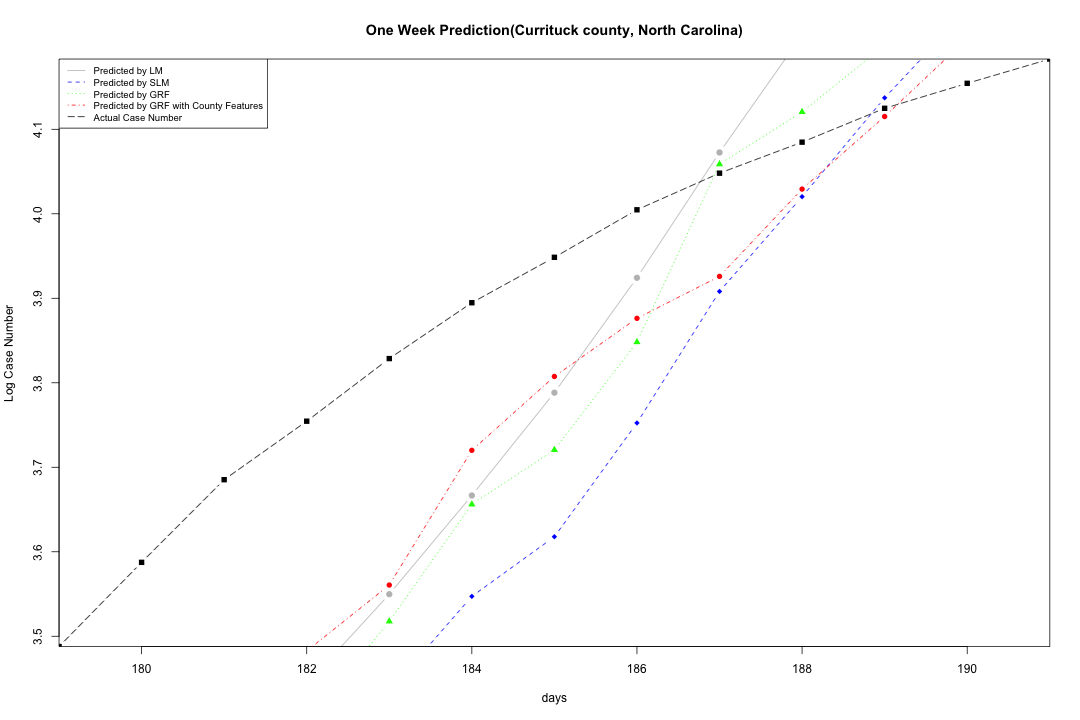 One Week Prediction(Currituck county, North Carolina)
Predicted by LM
Predicted by SLM
Predicted by GRF
Predicted by GRF with County Features
Actual Case Number
Log Case Number
4.1
4.0
3.9
3.8
3.7
3.6
3.5
180 182 184 186 188 190
days